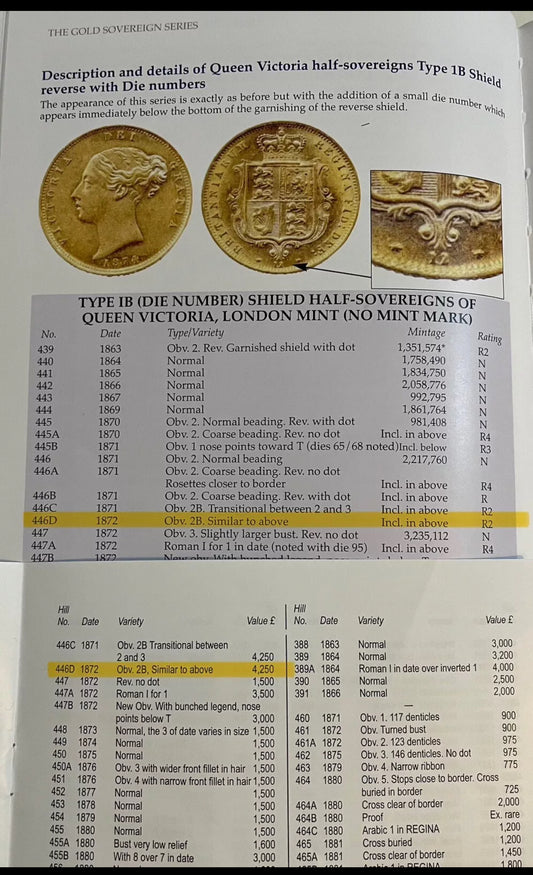 THE GOLD SOVEREIGN SERIES
Description and details of Queen Victoria half-sovereigns Type 1B Shield
reverse with Die numbers
The appearance of this series is exactly as before but with the addition of a small die number which
appears immediately below the bottom of the garnishing of the reverse shield.
VICTORIA DEI GRATIA
1874
BRITANNIARUM REGINA FID: DEF:
12
12
TYPE IB (DIE NUMBER) SHIELD HALF-SOVEREIGNS OF
QUEEN VICTORIA, LONDON MINT (NO MINT MARK)
No. Date Type/Variety Mintage Rating
439 1863 Obv. 2. Rev. Garnished shield with dot 1,351,574* R2
440 1864 Normal 1,758,490 N
441 1865 Normal 1,834,750 N
442 1866 Normal 2,058,776 N
443 1867 Normal 992,795 N
444 1869 Normal 1,861,764 N
445 1870 Obv. 2. Normal beading. Rev. with dot 981,408 N
445A 1870 Obv. 2. Coarse beading. Rev. no dot Incl. in above R4
445B 1871 Obv. 1 nose points toward T (dies 65/68 noted)Incl. below R3
446 1871 Obv. 2. Normal beading 2,217,760 N
446A 1871 Obv. 2. Coarse beading. Rev. no dot
Rosettes closer to border Incl. in above R4
446B 1871 Obv. 2. Coarse beading. Rev. with dot Incl. in above R
446C 1871 Obv. 2B. Transitional between 2 and 3 Incl. in above R2
446D 1872 Obv. 2B. Similar to above Incl. in above R2
447 1872 Obv. 3. Slightly larger bust. Rev. no dot 3,235,112 N
447A 1872 Roman I for 1 in date (noted with die 95) Incl. in above R4
447B 1872 New obv. With bunched legend, nose points below T
Hill
No. Date Variety Value £
446C 1871 Obv. 2B Transitional between
2 and 3 4,250
446D 1872 Obv. 2B, Similar to above 4,250
447 1872 Rev. no dot 1,500
447A 1872 Roman I for 1 3,500
447B 1872 New Obv. With bunched legend, nose
points below T 3,000
448 1873 Normal, the 3 of date varies in size 1,500
449 1874 Normal 1,500
450 1875 Normal 1,500
450A 1876 Obv. 3 with wider front fillet in hair 1,500
451 1876 Obv. 4 with narrow front fillet in hair 1,500
452 1877 Normal 1,500
453 1878 Normal 1,500
454 1879 Normal 1,500
455 1880 Normal 1,500
455A 1880 Bust very low relief 1,600
455B 1880 With 8 over 7 in date 3,000
Hill
No. Date Variety Value £
388 1863 Normal 3,000
389 1864 Normal 3,200
389A 1864 Roman I in date over inverted 1 4,000
390 1865 Normal 2,500
391 1866 Normal 2,000
—
460 1871 Obv. 1. 117 denticles 900
461 1872 Obv. Turned bust 900
461A 1872 Obv. 2. 123 denticles 975
462 1875 Obv. 3. 146 denticles. No dot 975
463 1879 Obv. 4. Narrow ribbon 775
464 1880 Obv. 5. Stops close to border. Cross
buried in border 725
464A 1880 Cross clear of border 2,000
464B 1880 Proof Ex. rare
464C 1880 Arabic 1 in REGINA 1,200
465 1881 Cross buried 1,200
465A 1881 Cross clear of border 1,450
1,800